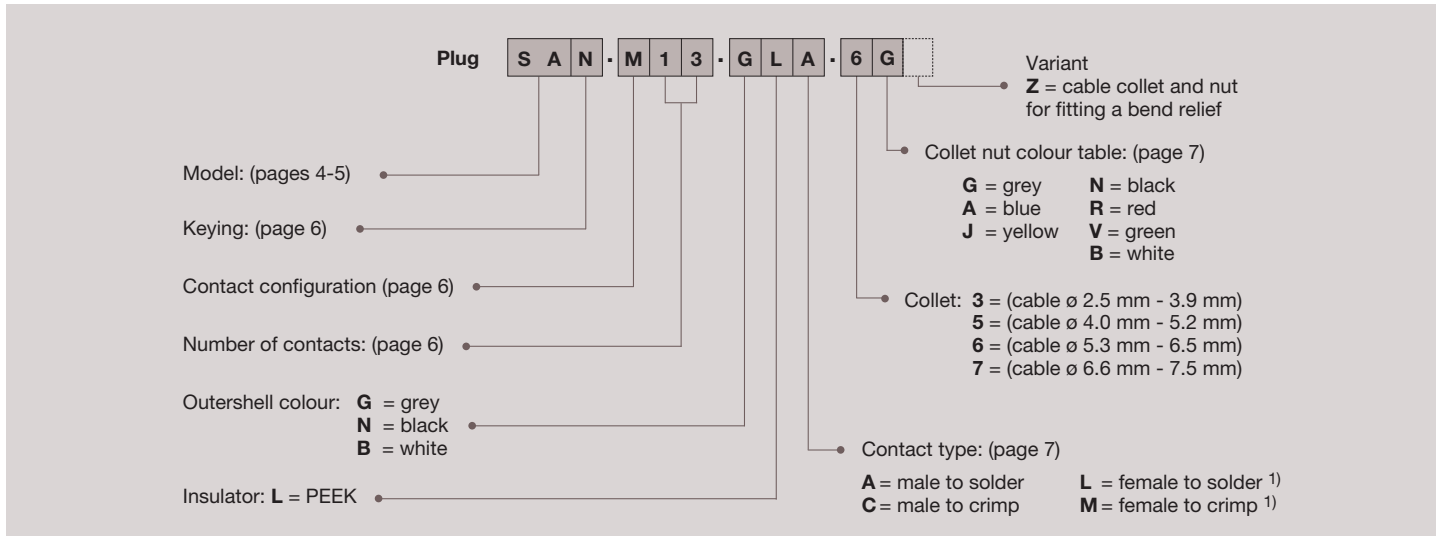 Plug S A N · M 1 3 · G L A · 6 G
Variant
Z = cable collet and nut
for fitting a bend relief
Model: (pages 4-5)
Keying: (page 6)
Contact configuration (page 6)
Number of contacts: (page 6)
Outershell colour: G = grey
N = black
B = white
Insulator: L = PEEK
Collet nut colour table: (page 7)
G = grey N = black
A = blue R = red
J = yellow V = green
B = white
Collet: 3 = (cable ø 2.5 mm - 3.9 mm)
5 = (cable ø 4.0 mm - 5.2 mm)
6 = (cable ø 5.3 mm - 6.5 mm)
7 = (cable ø 6.6 mm - 7.5 mm)
Contact type: (page 7)
A = male to solder L = female to solder 1)
C = male to crimp M = female to crimp 1)